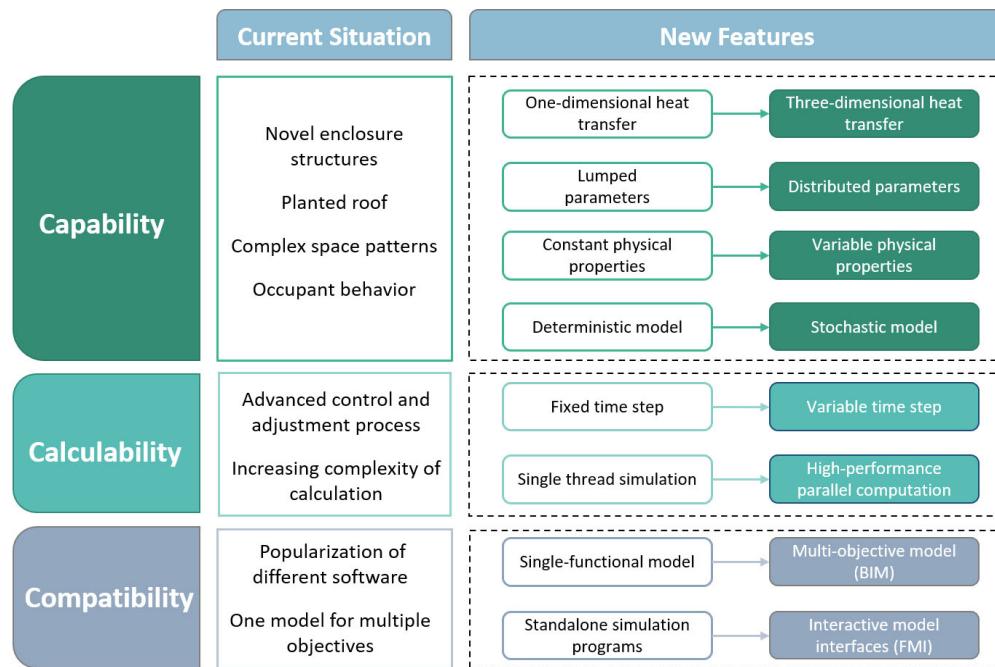 Current Situation
New Features
Capability
Novel enclosure
structures
Planted roof
Complex space patterns
Occupant behavior
One-dimensional heat
transfer
Three-dimensional heat
transfer
Lumped
parameters
Distributed parameters
Constant physical
properties
Variable physical
properties
Deterministic model
Stochastic model
Calculability
Advanced control and
adjustment process
Increasing complexity of
calculation
Fixed time step
Variable time step
Single thread simulation
High-performance
parallel computation
Compatibility
Popularization of
different software
One model for multiple
objectives
Single-functional model
Multi-objective model
(BIM)
Standalone simulation
programs
Interactive model
interfaces (FMI)